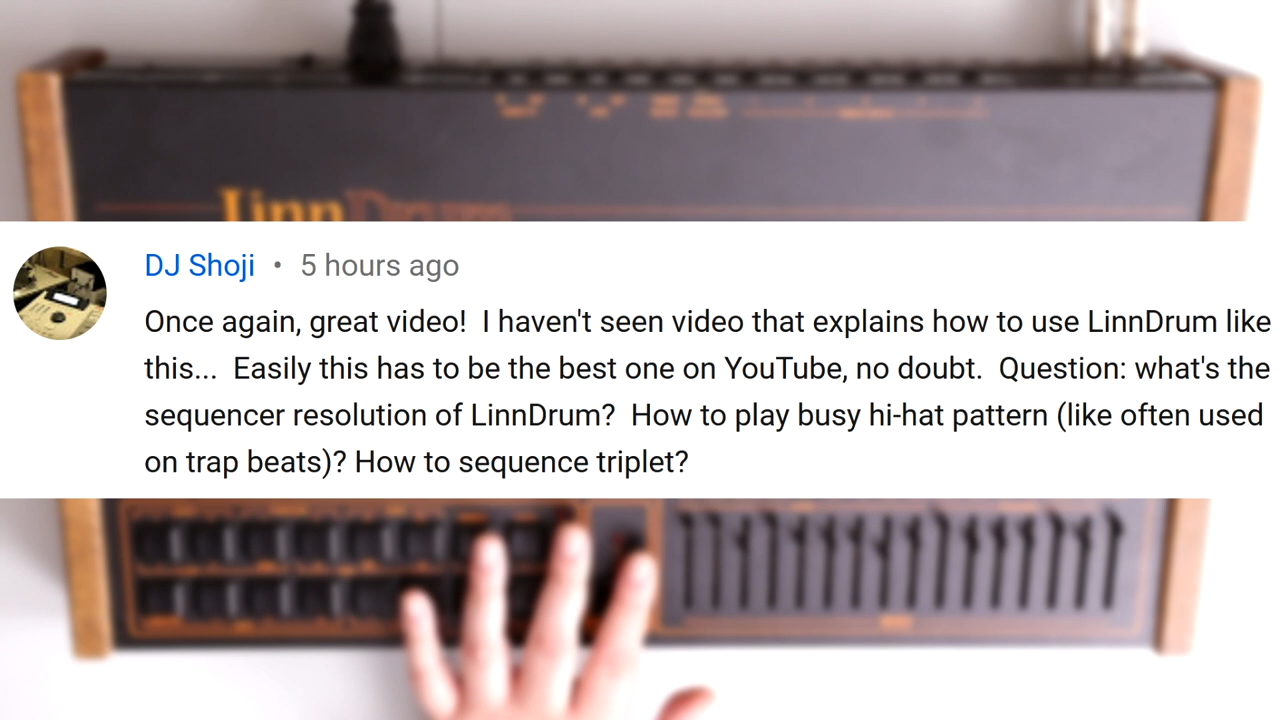 LinnDrum
DJ Shoji • 5 hours ago
Once again, great video!  I haven't seen video that explains how to use LinnDrum like
this...  Easily this has to be the best one on YouTube, no doubt.  Question: what's the
sequencer resolution of LinnDrum?  How to play busy hi-hat pattern (like often used
on trap beats)? How to sequence triplet?